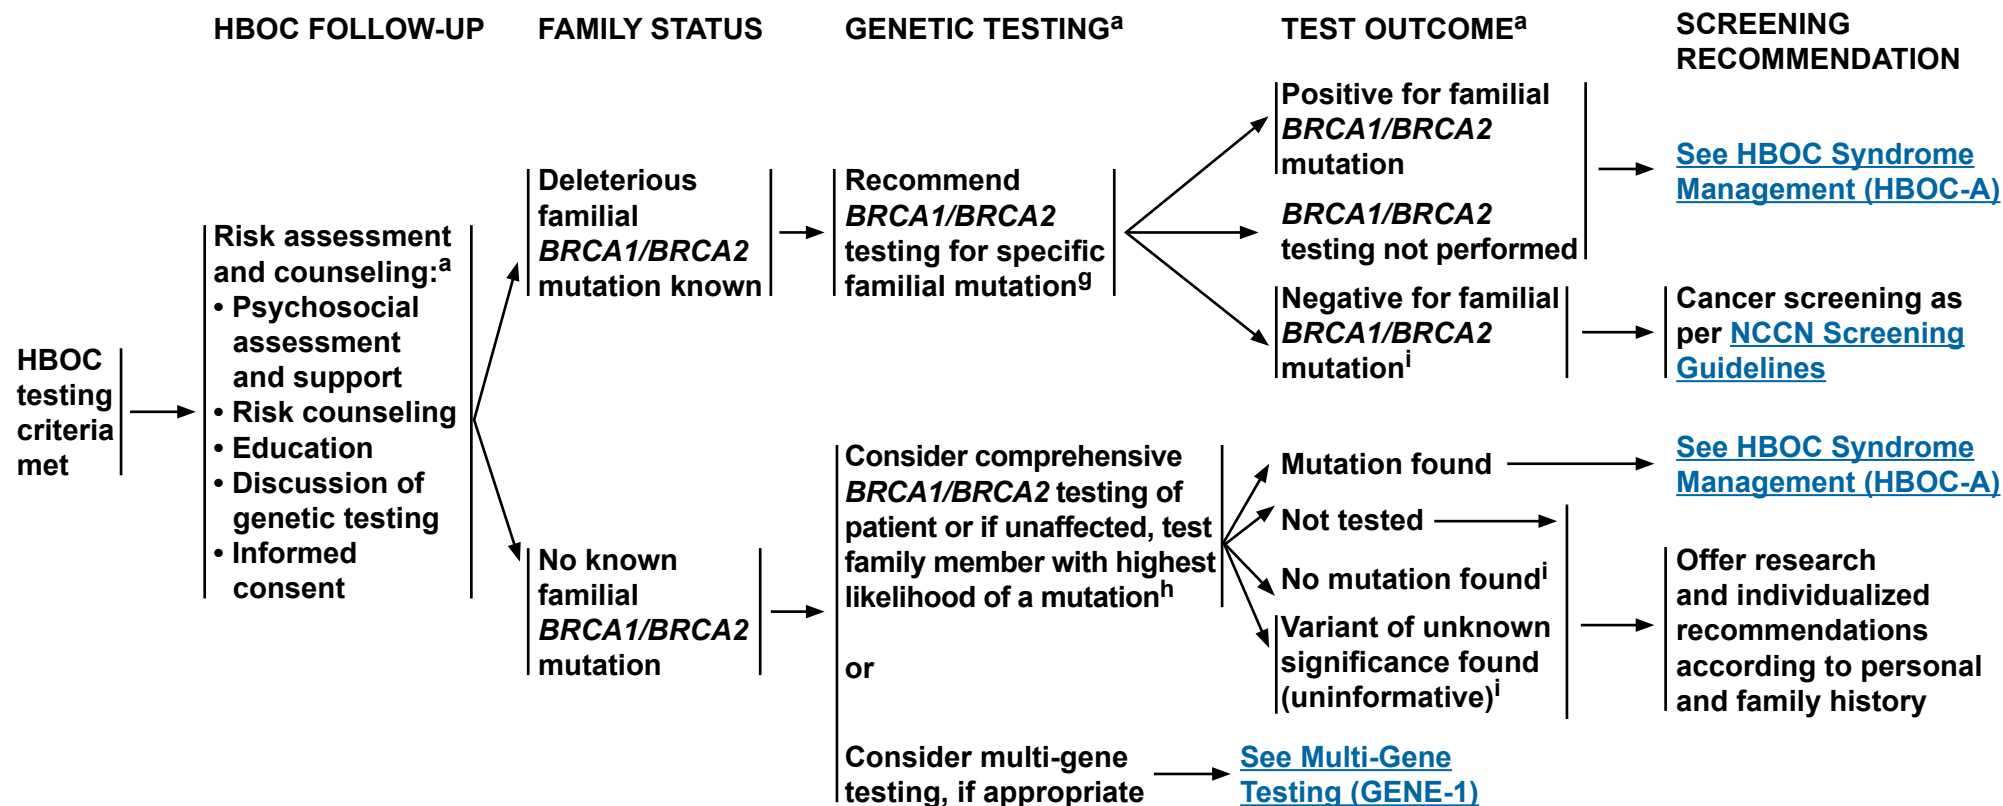 HBOC FOLLOW-UP
FAMILY STATUS
GENETIC TESTINGa
TEST OUTCOMEa
SCREENING
RECOMMENDATION
HBOC
testing
criteria
met
Risk assessment
and counseling:a
• Psychosocial
assessment
and support
• Risk counseling
• Education
• Discussion of
genetic testing
• Informed
consent
Deleterious
familial
BRCA1/BRCA2
mutation known
Recommend
BRCA1/BRCA2
testing for specific
familial mutationg
Positive for familial
BRCA1/BRCA2
mutation
BRCA1/BRCA2
testing not performed
See HBOC Syndrome
Management (HBOC-A)
Negative for familial
BRCA1/BRCA2
mutationi
Cancer screening as
per NCCN Screening
Guidelines
No known
familial
BRCA1/BRCA2
mutation
Consider comprehensive
BRCA1/BRCA2 testing of
patient or if unaffected, test
family member with highest
likelihood of a mutationh
or
Consider multi-gene
testing, if appropriate
Mutation found
See HBOC Syndrome
Management (HBOC-A)
Not tested
No mutation foundi
Variant of unknown
significance found
(uninformative)i
Offer research
and individualized
recommendations
according to personal
and family history
See Multi-Gene
Testing (GENE-1)